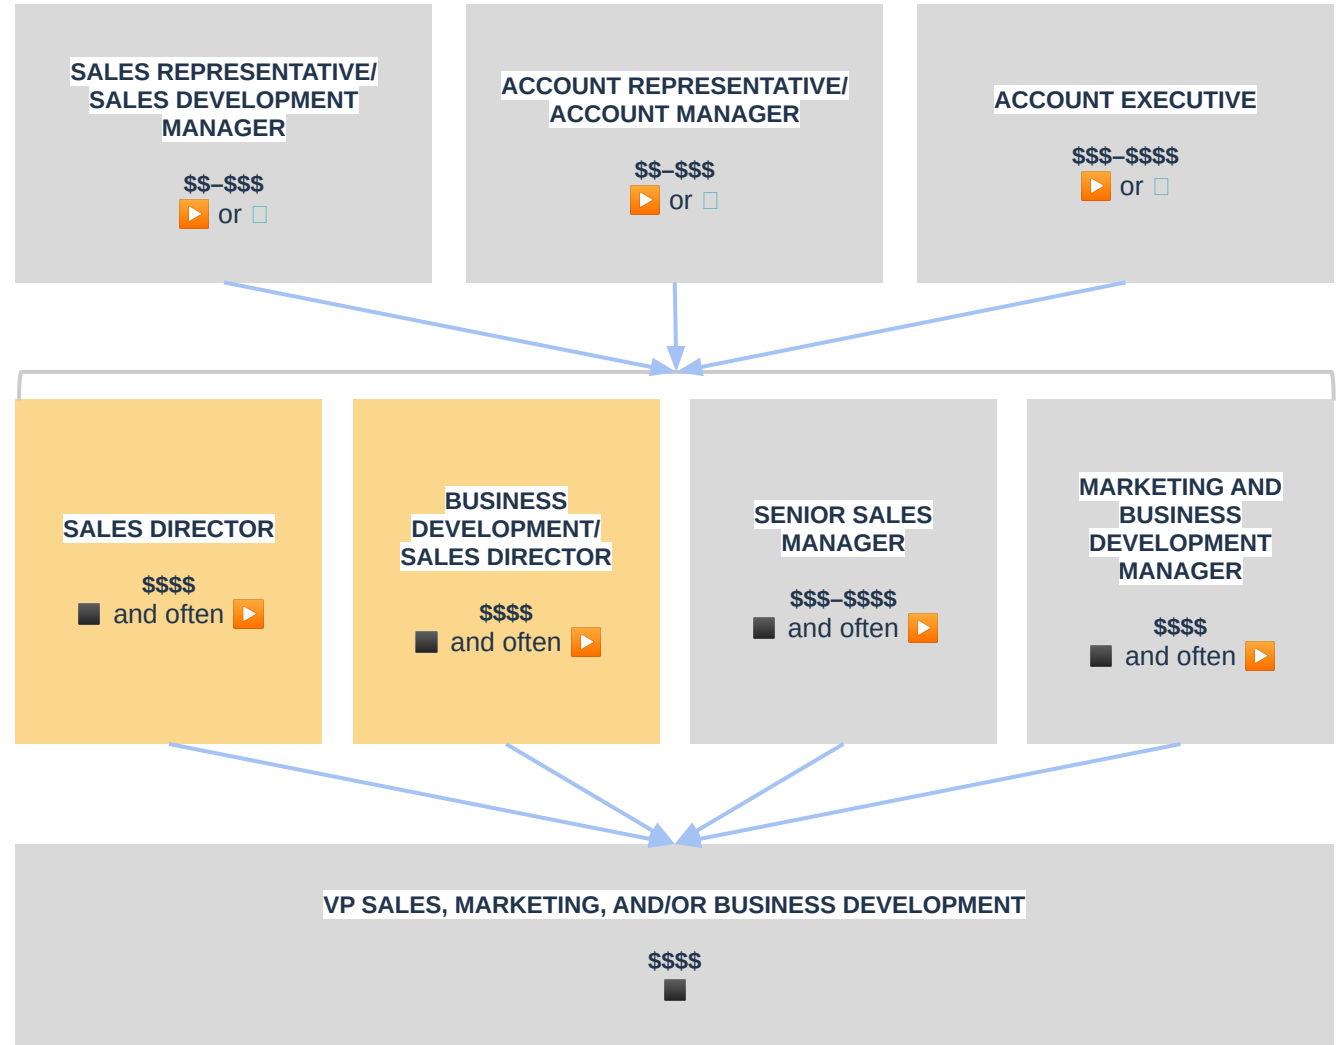 SALES REPRESENTATIVE/
SALES DEVELOPMENT
MANAGER
$$–$$$
▶️ or 
ACCOUNT REPRESENTATIVE/
ACCOUNT MANAGER
$$–$$$
▶️ or 
ACCOUNT EXECUTIVE
$$$–$$$$
▶️ or 
SALES DIRECTOR
$$$$
◼️ and often ▶️
BUSINESS
DEVELOPMENT/
SALES DIRECTOR
$$$$
◼️ and often ▶️
SENIOR SALES
MANAGER
$$$–$$$$
◼️ and often ▶️
MARKETING AND
BUSINESS
DEVELOPMENT
MANAGER
$$$$
◼️ and often ▶️
VP SALES, MARKETING, AND/OR BUSINESS DEVELOPMENT
$$$$
◼️